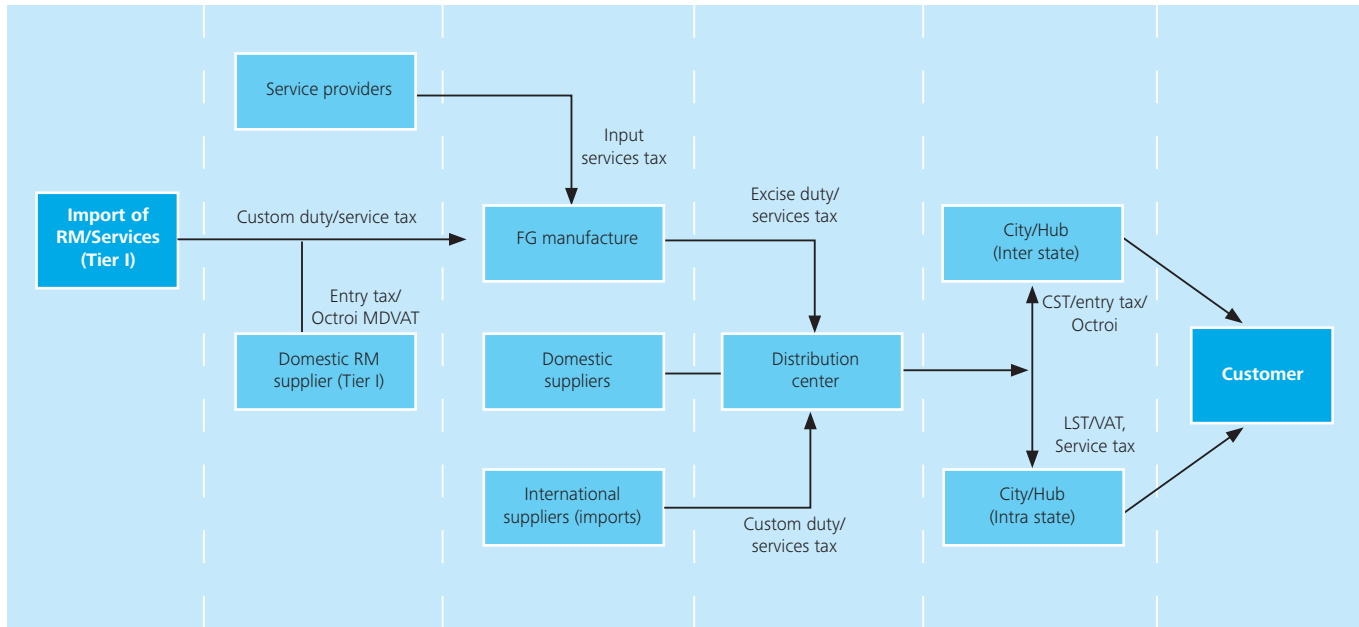 Service providers
Input
services tax
Import of
RM/Services
(Tier I)
Custom duty/service tax
FG manufacture
Excise duty/
services tax
City/Hub
(Inter state)
Entry tax/
Octroi MDVAT
CST/entry tax/
Octroi
Domestic RM
supplier (Tier I)
Domestic
suppliers
Distribution
center
Customer
LST/VAT,
Service tax
International
suppliers (imports)
Custom duty/
services tax
City/Hub
(Intra state)